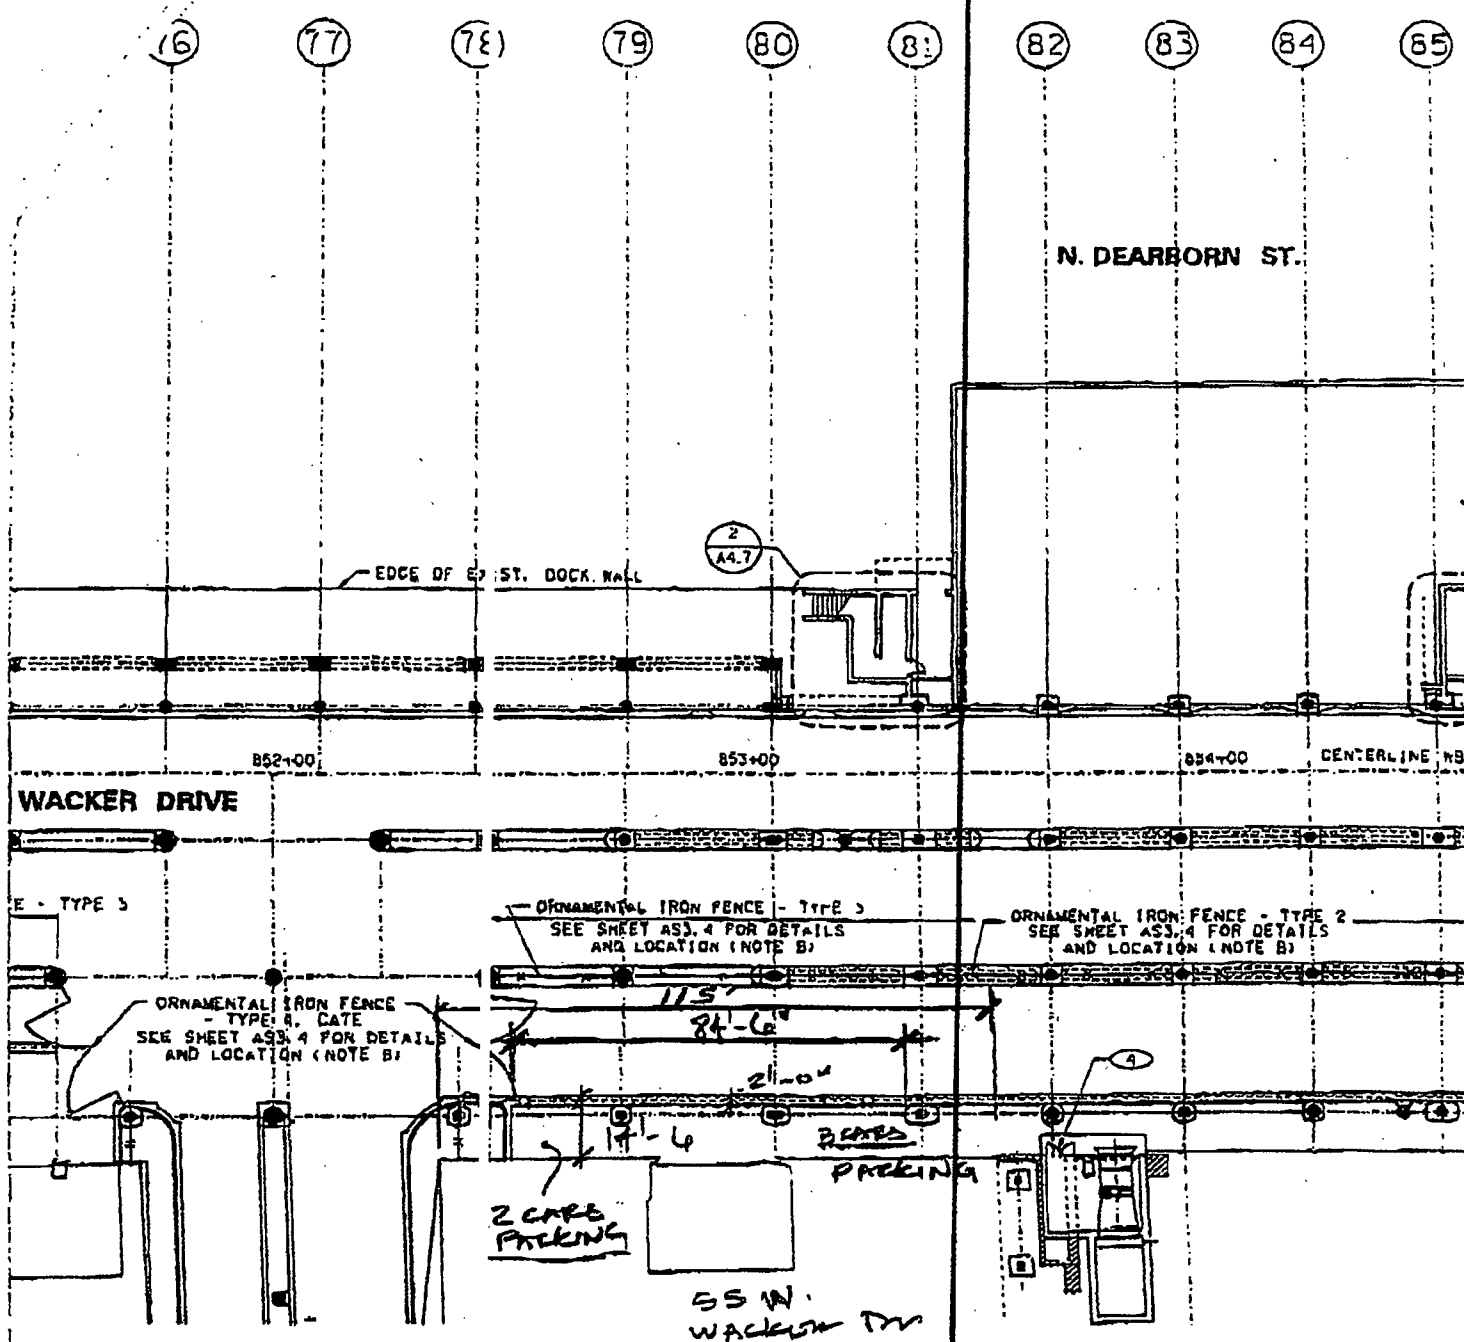 76 77 78 79 80 81 82 83 84 85
N. DEARBORN ST.
2
A4.7
EDGE OF EXIST. DOCK WALL
852+00 853+00 854+00 CENTERLINE
WACKER DRIVE
E - TYPE 3
ORNAMENTAL IRON FENCE - TYPE 3
SEE SHEET AS3.4 FOR DETAILS
AND LOCATION (NOTE B)
ORNAMENTAL IRON FENCE - TYPE 2
SEE SHEET AS3.4 FOR DETAILS
AND LOCATION (NOTE B)
ORNAMENTAL IRON FENCE
- TYPE 4, GATE
SEE SHEET AS3.4 FOR DETAILS
AND LOCATION (NOTE B)
115'
84'-6"
2'-0"
4
14'-6
3 CARS
PARKING
2 CARS
PARKING
55 W.
WACKER DR